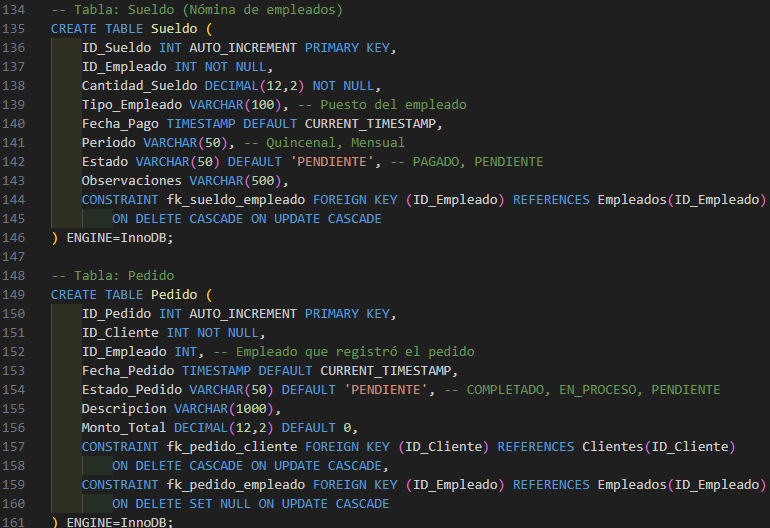 134 -- Tabla: Sueldo (Nómina de empleados)
135 CREATE TABLE Sueldo (
136     ID_Sueldo INT AUTO_INCREMENT PRIMARY KEY,
137     ID_Empleado INT NOT NULL,
138     Cantidad_Sueldo DECIMAL(12,2) NOT NULL,
139     Tipo_Empleado VARCHAR(100), -- Puesto del empleado
140     Fecha_Pago TIMESTAMP DEFAULT CURRENT_TIMESTAMP,
141     Periodo VARCHAR(50), -- Quincenal, Mensual
142     Estado VARCHAR(50) DEFAULT 'PENDIENTE', -- PAGADO, PENDIENTE
143     Observaciones VARCHAR(500),
144     CONSTRAINT fk_sueldo_empleado FOREIGN KEY (ID_Empleado) REFERENCES Empleados(ID_Empleado)
145         ON DELETE CASCADE ON UPDATE CASCADE
146 ) ENGINE=InnoDB;
147
148 -- Tabla: Pedido
149 CREATE TABLE Pedido (
150     ID_Pedido INT AUTO_INCREMENT PRIMARY KEY,
151     ID_Cliente INT NOT NULL,
152     ID_Empleado INT, -- Empleado que registró el pedido
153     Fecha_Pedido TIMESTAMP DEFAULT CURRENT_TIMESTAMP,
154     Estado_Pedido VARCHAR(50) DEFAULT 'PENDIENTE', -- COMPLETADO, EN_PROCESO, PENDIENTE
155     Descripcion VARCHAR(1000),
156     Monto_Total DECIMAL(12,2) DEFAULT 0,
157     CONSTRAINT fk_pedido_cliente FOREIGN KEY (ID_Cliente) REFERENCES Clientes(ID_Cliente)
158         ON DELETE CASCADE ON UPDATE CASCADE,
159     CONSTRAINT fk_pedido_empleado FOREIGN KEY (ID_Empleado) REFERENCES Empleados(ID_Empleado)
160         ON DELETE SET NULL ON UPDATE CASCADE
161 ) ENGINE=InnoDB;